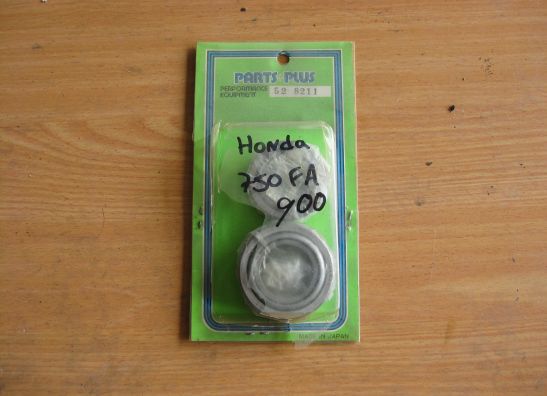 PARTS PLUS
PERFORMANCE
EQUIPMENT
52 8211
Honda
750 FA
900
MADE IN JAPAN